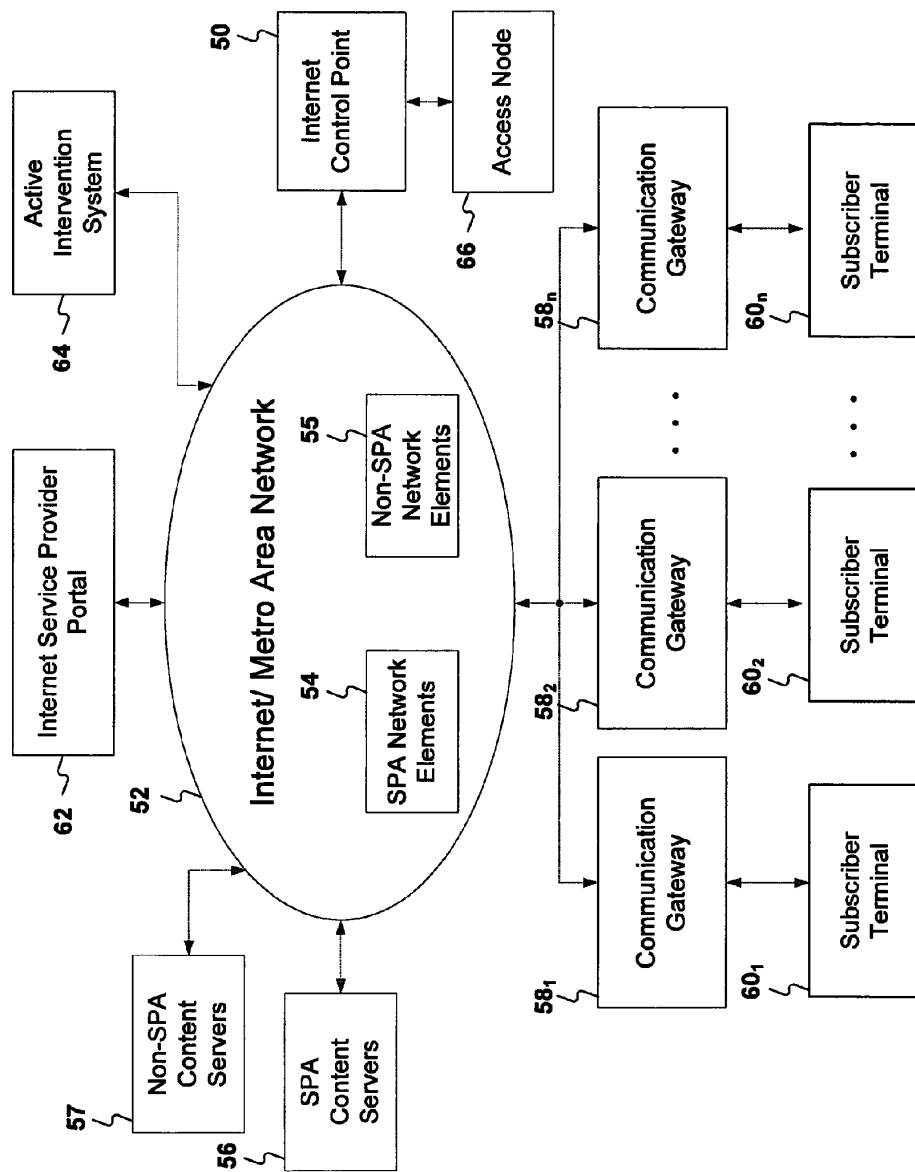 62
Internet Service Provider
Portal
64
Active
Intervention
System
57
Non-SPA
Content
Servers
56
SPA
Content
Servers
52
Internet/ Metro Area Network
54
SPA Network
Elements
55
Non-SPA
Network
Elements
50
Internet
Control Point
66
Access Node
58₁
Communication
Gateway
58₂
Communication
Gateway
• • •
58ₙ
Communication
Gateway
60₁
Subscriber
Terminal
60₂
Subscriber
Terminal
• • •
60ₙ
Subscriber
Terminal